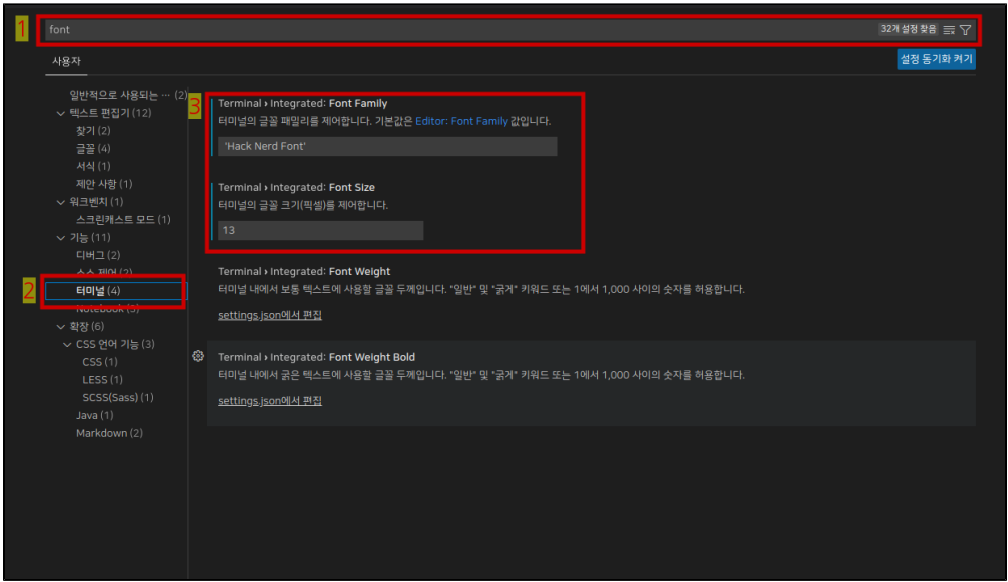 1
font
32개 설정 찾음
사용자
설정 동기화 켜기
일반적으로 사용되는 … (2)
텍스트 편집기 (12)
찾기 (2)
글꼴 (4)
서식 (1)
제안 사항 (1)
워크벤치 (1)
스크린캐스트 모드 (1)
기능 (11)
디버그 (2)
소스 제어 (2)
2
터미널 (4)
Notebook (3)
확장 (6)
CSS 언어 기능 (3)
CSS (1)
LESS (1)
SCSS(Sass) (1)
Java (1)
Markdown (2)
3
Terminal › Integrated: Font Family
터미널의 글꼴 패밀리를 제어합니다. 기본값은 Editor: Font Family 값입니다.
'Hack Nerd Font'
Terminal › Integrated: Font Size
터미널의 글꼴 크기(픽셀)를 제어합니다.
13
Terminal › Integrated: Font Weight
터미널 내에서 보통 텍스트에 사용할 글꼴 두께입니다. "일반" 및 "굵게" 키워드 또는 1에서 1,000 사이의 숫자를 허용합니다.
settings.json에서 편집
Terminal › Integrated: Font Weight Bold
터미널 내에서 굵은 텍스트에 사용할 글꼴 두께입니다. "일반" 및 "굵게" 키워드 또는 1에서 1,000 사이의 숫자를 허용합니다.
settings.json에서 편집